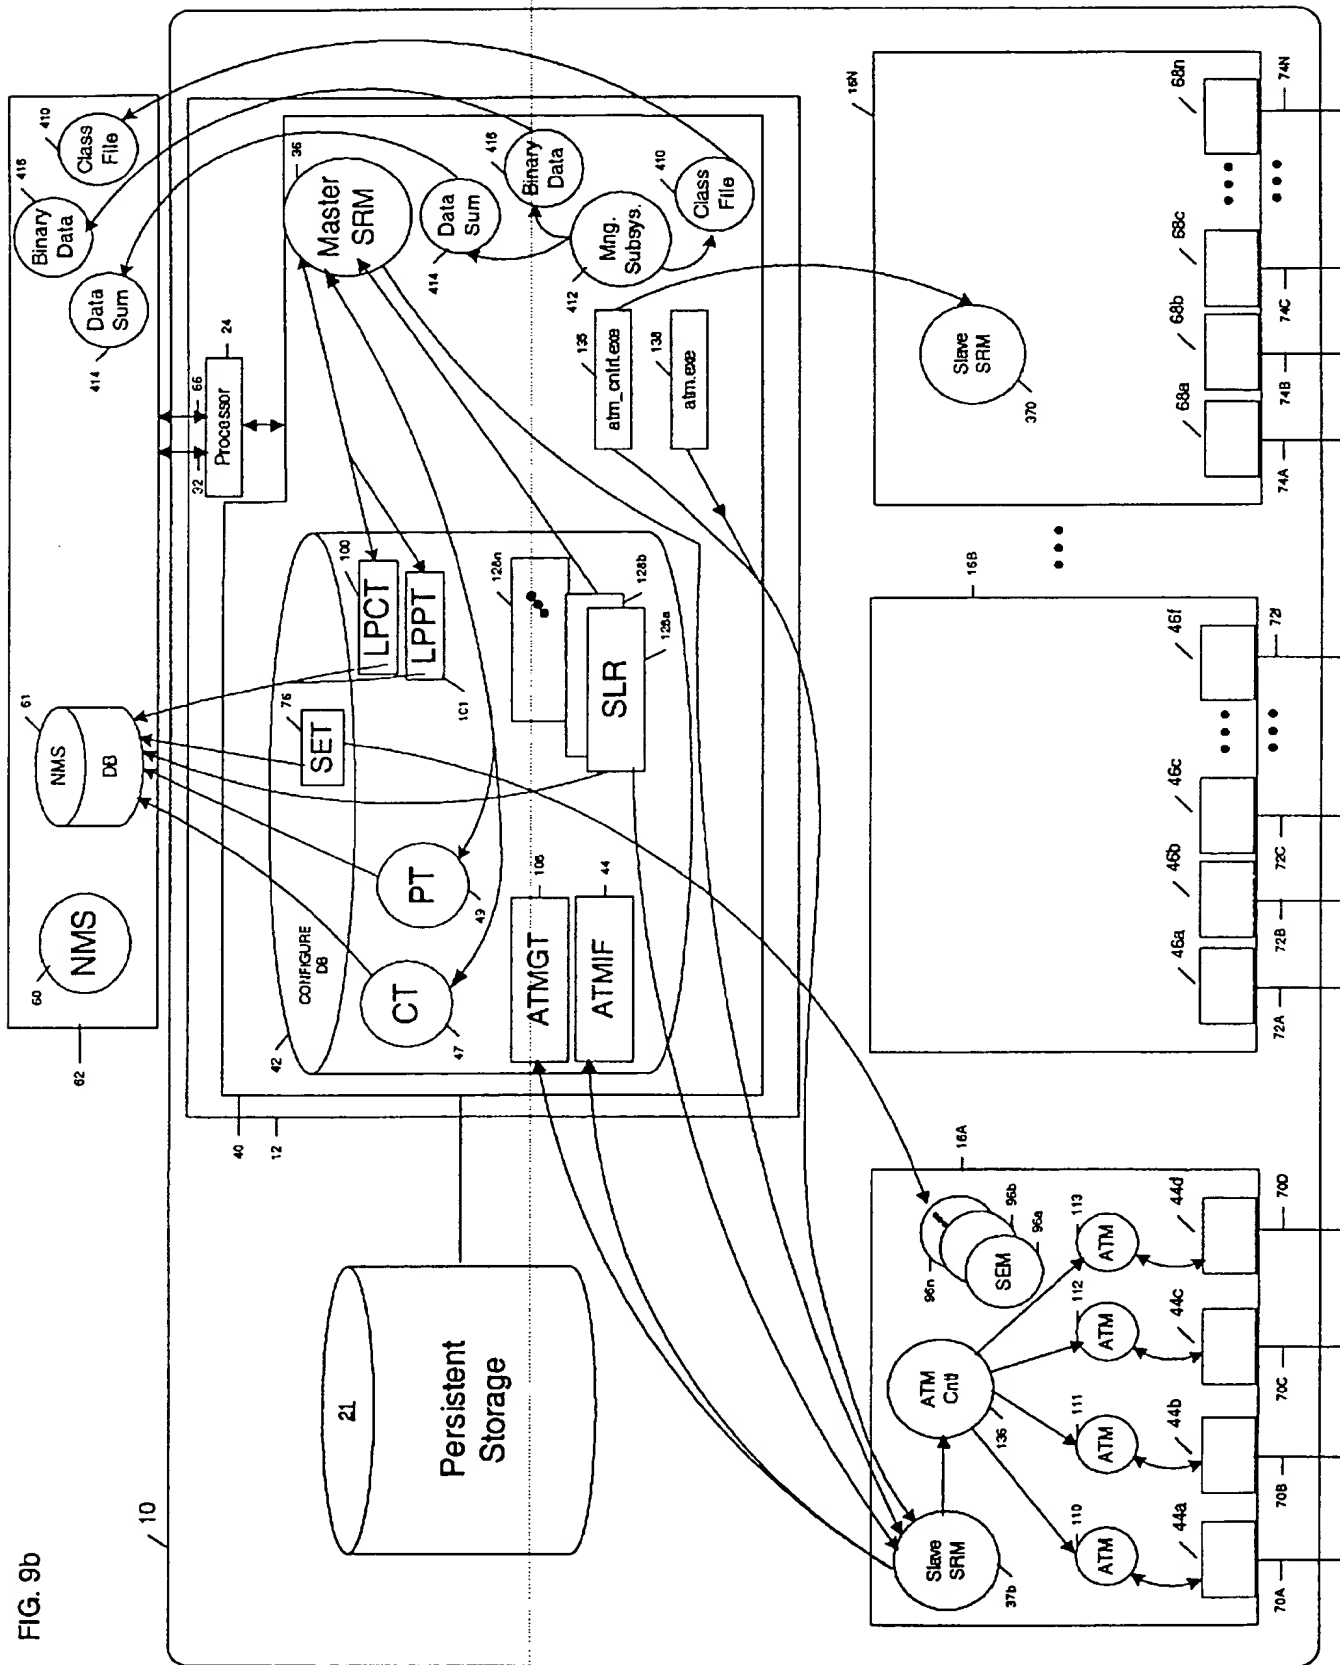 FIG. 9b
10
62
60
NMS
61
NMS
DB
414
Data
Sum
416
Binary
Data
410
Class
File
40
12
42
CONFIGURE
DB
32
66
Processor
24
CT
47
PT
49
SET
76
LPCT
100
LPPT
101
Master
SRM
36
Data
Sum
414
Binary
Data
416
Mng.
Subsys.
412
Class
File
410
ATMGT
106
ATMIF
44
SLR
128a
128b
128n
atm_cntrl.exe
135
atm.exe
138
21
Persistent
Storage
16A
Slave
SRM
37b
ATM
Cntl
136
SEM
96a
96b
96n
ATM
110
ATM
111
ATM
112
ATM
113
44a
44b
44c
44d
70A
70B
70C
70D
16B
46a
46b
46c
46f
72A
72B
72C
72f
16N
Slave
SRM
370
68a
68b
68c
68n
74A
74B
74C
74N